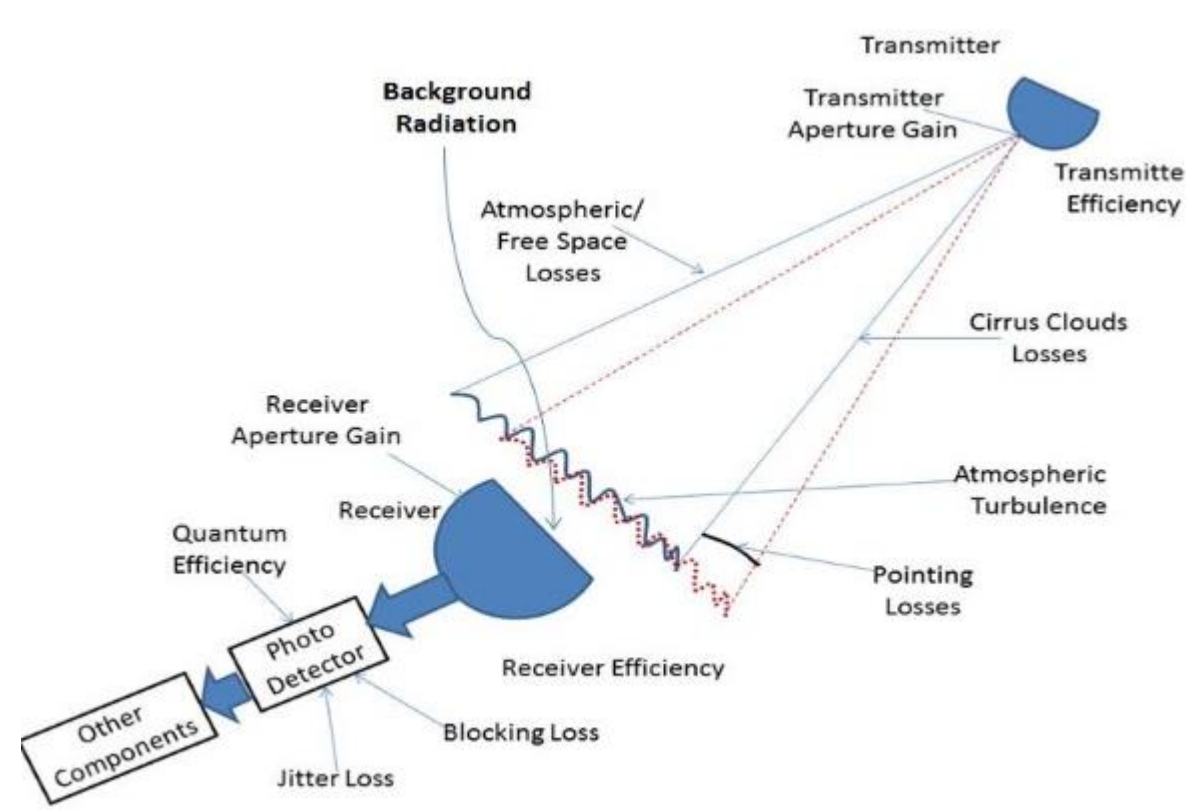 Transmitter
Background
Radiation
Transmitter
Aperture Gain
Transmitte
Efficiency
Atmospheric/
Free Space
Losses
Cirrus Clouds
Losses
Receiver
Aperture Gain
Atmospheric
Turbulence
Receiver
Quantum
Efficiency
Pointing
Losses
Photo
Detector
Receiver Efficiency
Other
Components
Blocking Loss
Jitter Loss